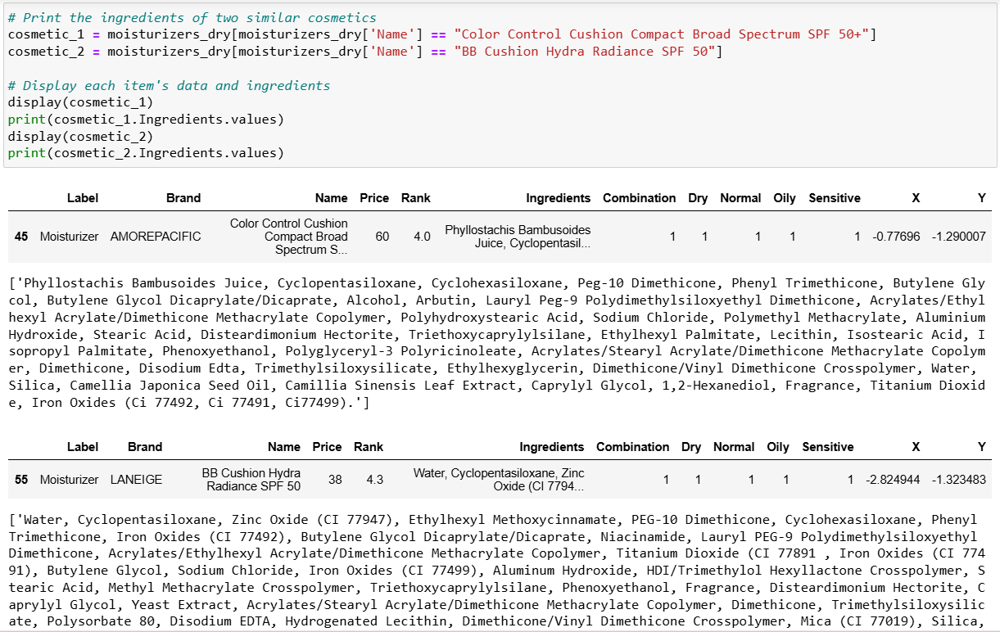 # Print the ingredients of two similar cosmetics
cosmetic_1 = moisturizers_dry[moisturizers_dry['Name'] == "Color Control Cushion Compact Broad Spectrum SPF 50+"]
cosmetic_2 = moisturizers_dry[moisturizers_dry['Name'] == "BB Cushion Hydra Radiance SPF 50"]
# Display each item's data and ingredients
display(cosmetic_1)
print(cosmetic_1.Ingredients.values)
display(cosmetic_2)
print(cosmetic_2.Ingredients.values)
Label Brand Name Price Rank Ingredients Combination Dry Normal Oily Sensitive X Y
45 Moisturizer AMOREPACIFIC Color Control Cushion Compact Broad Spectrum S... 60 4.0 Phyllostachis Bambusoides Juice, Cyclopentasil... 1 1 1 1 1 -0.77696 -1.290007
['Phyllostachis Bambusoides Juice, Cyclopentasiloxane, Cyclohexasiloxane, Peg-10 Dimethicone, Phenyl Trimethicone, Butylene Gly
col, Butylene Glycol Dicaprylate/Dicaprate, Alcohol, Arbutin, Lauryl Peg-9 Polydimethylsiloxyethyl Dimethicone, Acrylates/Ethyl
hexyl Acrylate/Dimethicone Methacrylate Copolymer, Polyhydroxystearic Acid, Sodium Chloride, Polymethyl Methacrylate, Aluminium
Hydroxide, Stearic Acid, Disteardimonium Hectorite, Triethoxycaprylylsilane, Ethylhexyl Palmitate, Lecithin, Isostearic Acid, I
sopropyl Palmitate, Phenoxyethanol, Polyglyceryl-3 Polyricinoleate, Acrylates/Stearyl Acrylate/Dimethicone Methacrylate Copolym
er, Dimethicone, Disodium Edta, Trimethylsiloxysilicate, Ethylhexyglycerin, Dimethicone/Vinyl Dimethicone Crosspolymer, Water,
Silica, Camellia Japonica Seed Oil, Camillia Sinensis Leaf Extract, Caprylyl Glycol, 1,2-Hexanediol, Fragrance, Titanium Dioxid
e, Iron Oxides (Ci 77492, Ci 77491, Ci77499).']
Label Brand Name Price Rank Ingredients Combination Dry Normal Oily Sensitive X Y
55 Moisturizer LANEIGE BB Cushion Hydra Radiance SPF 50 38 4.3 Water, Cyclopentasiloxane, Zinc Oxide (CI 7794... 1 1 1 1 1 -2.824944 -1.323483
['Water, Cyclopentasiloxane, Zinc Oxide (CI 77947), Ethylhexyl Methoxycinnamate, PEG-10 Dimethicone, Cyclohexasiloxane, Phenyl
Trimethicone, Iron Oxides (CI 77492), Butylene Glycol Dicaprylate/Dicaprate, Niacinamide, Lauryl PEG-9 Polydimethylsiloxyethyl
Dimethicone, Acrylates/Ethylhexyl Acrylate/Dimethicone Methacrylate Copolymer, Titanium Dioxide (CI 77891 , Iron Oxides (CI 774
91), Butylene Glycol, Sodium Chloride, Iron Oxides (CI 77499), Aluminum Hydroxide, HDI/Trimethylol Hexyllactone Crosspolymer, S
tearic Acid, Methyl Methacrylate Crosspolymer, Triethoxycaprylylsilane, Phenoxyethanol, Fragrance, Disteardimonium Hectorite, C
aprylyl Glycol, Yeast Extract, Acrylates/Stearyl Acrylate/Dimethicone Methacrylate Copolymer, Dimethicone, Trimethylsiloxysilic
ate, Polysorbate 80, Disodium EDTA, Hydrogenated Lecithin, Dimethicone/Vinyl Dimethicone Crosspolymer, Mica (CI 77019), Silica,